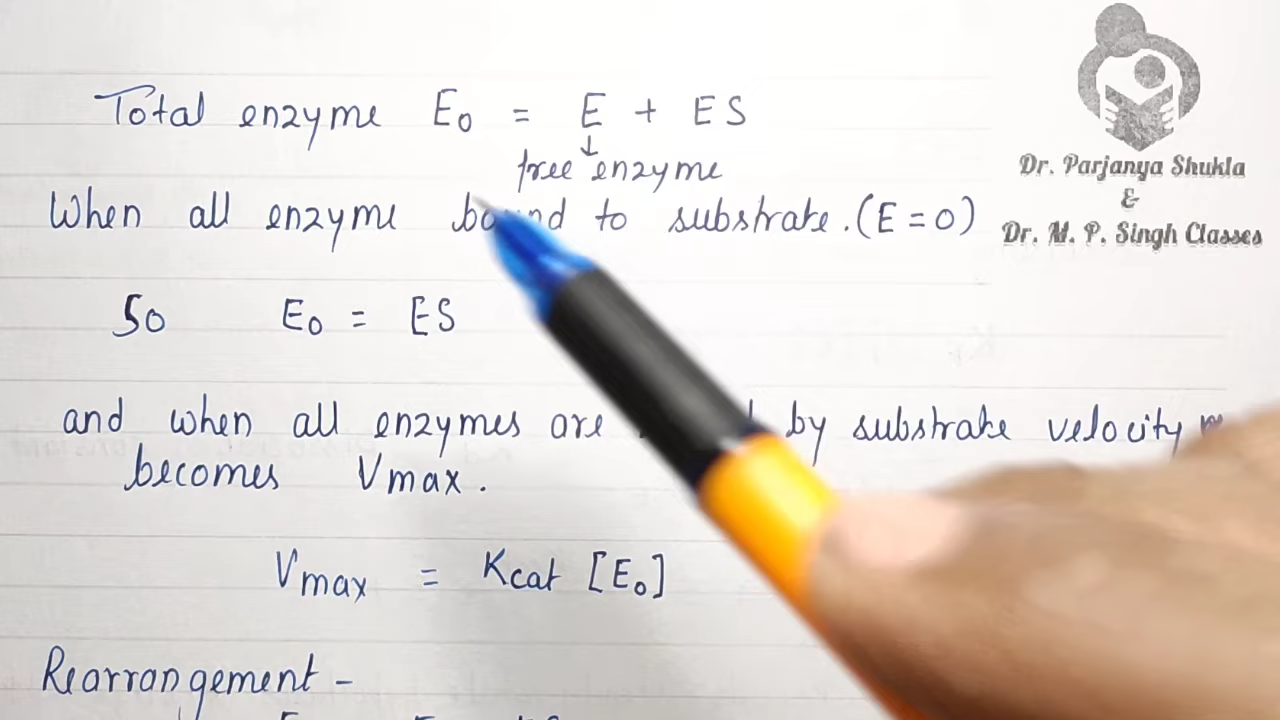 Total enzyme E₀ = E + ES
↓
free enzyme
When all enzyme bound to substrate. (E = 0)
So E₀ = ES
and when all enzymes are by substrate velocity
becomes Vmax.
Vmax = Kcat [E₀]
Rearrangement -
Dr. Parjanya Shukla
&
Dr. M. P. Singh Classes